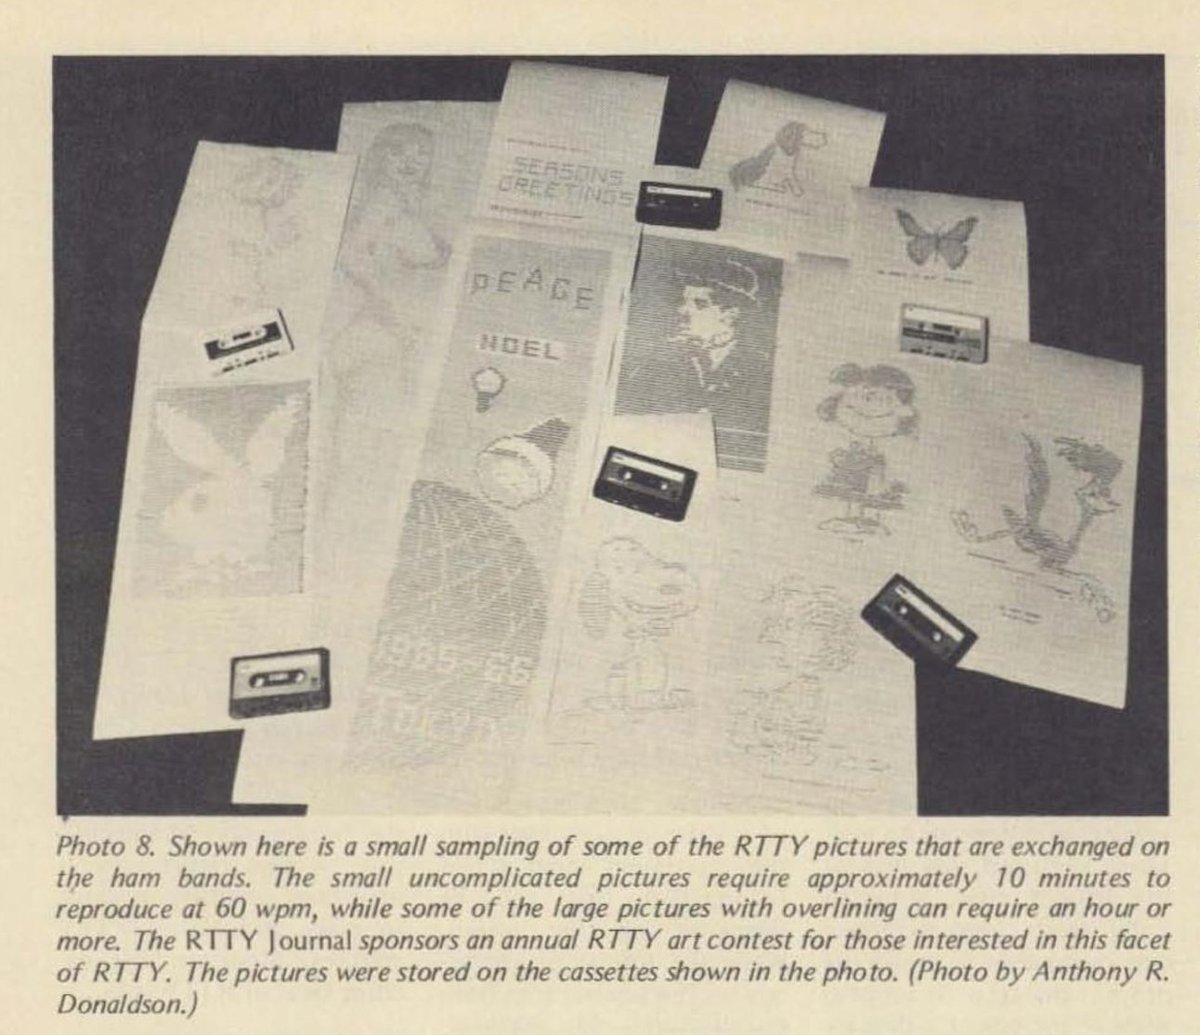 SEASONS
GREETINGS
PEACE
NOEL
1965-66
TOKYO
Photo 8. Shown here is a small sampling of some of the RTTY pictures that are exchanged on
the ham bands. The small uncomplicated pictures require approximately 10 minutes to
reproduce at 60 wpm, while some of the large pictures with overlining can require an hour or
more. The RTTY Journal sponsors an annual RTTY art contest for those interested in this facet
of RTTY. The pictures were stored on the cassettes shown in the photo. (Photo by Anthony R.
Donaldson.)